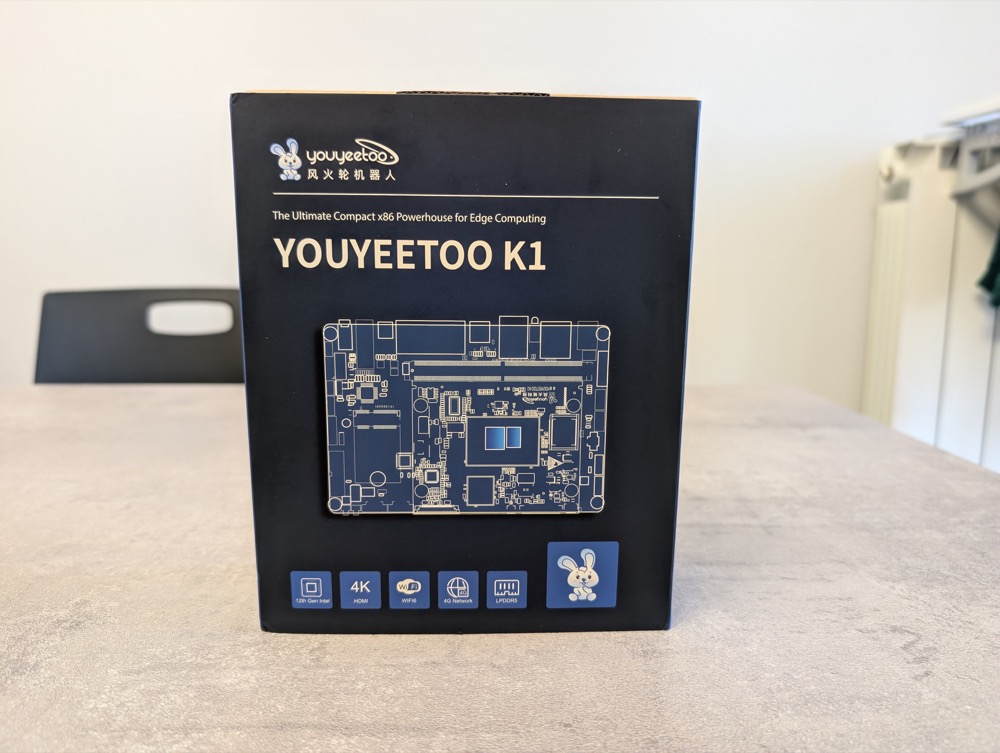 youyeetoo
风火轮机器人
The Ultimate Compact x86 Powerhouse for Edge Computing
YOUYEETOO K1
12th Gen Intel
4K
HDMI
WiFi
WIFI6
4G Network
LPDDR5